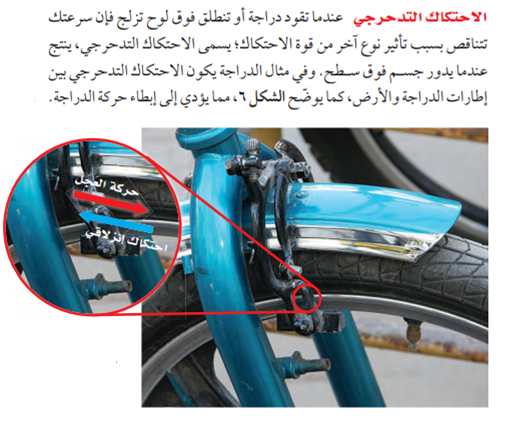 الاحتكاك التدحرجي عندما تقود دراجة أو تنطلق فوق لوح تزلج فإن سرعتك
تتناقص بسبب تأثير نوع آخر من قوة الاحتكاك؛ يسمى الاحتكاك التدحرجي، ينتج
عندما يدور جسم فوق سطح. وفي مثال الدراجة يكون الاحتكاك التدحرجي بين
إطارات الدراجة والأرض، كما يوضّح الشكل ٦، مما يؤدي إلى إبطاء حركة الدراجة.
حركة العجل
احتكاك إنزلاقي